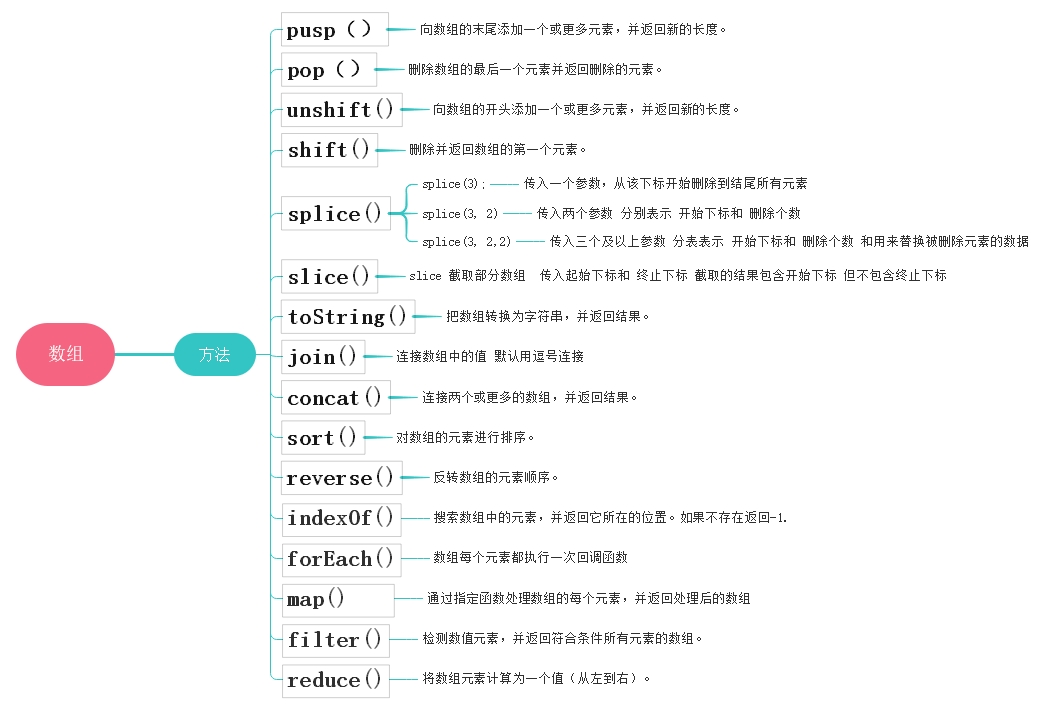 数组
方法
pusp（） 向数组的末尾添加一个或更多元素，并返回新的长度。
pop（） 删除数组的最后一个元素并返回删除的元素。
unshift() 向数组的开头添加一个或更多元素，并返回新的长度。
shift() 删除并返回数组的第一个元素。
splice()
splice(3); 传入一个参数，从该下标开始删除到结尾所有元素
splice(3, 2) 传入两个参数 分别表示 开始下标和 删除个数
splice(3, 2,2) 传入三个及以上参数 分表表示 开始下标和 删除个数 和用来替换被删除元素的数据
slice() slice 截取部分数组 传入起始下标和 终止下标 截取的结果包含开始下标 但不包含终止下标
toString() 把数组转换为字符串，并返回结果。
join() 连接数组中的值 默认用逗号连接
concat() 连接两个或更多的数组，并返回结果。
sort() 对数组的元素进行排序。
reverse() 反转数组的元素顺序。
indexOf() 搜索数组中的元素，并返回它所在的位置。如果不存在返回-1.
forEach() 数组每个元素都执行一次回调函数
map() 通过指定函数处理数组的每个元素，并返回处理后的数组
filter() 检测数值元素，并返回符合条件所有元素的数组。
reduce() 将数组元素计算为一个值（从左到右）。